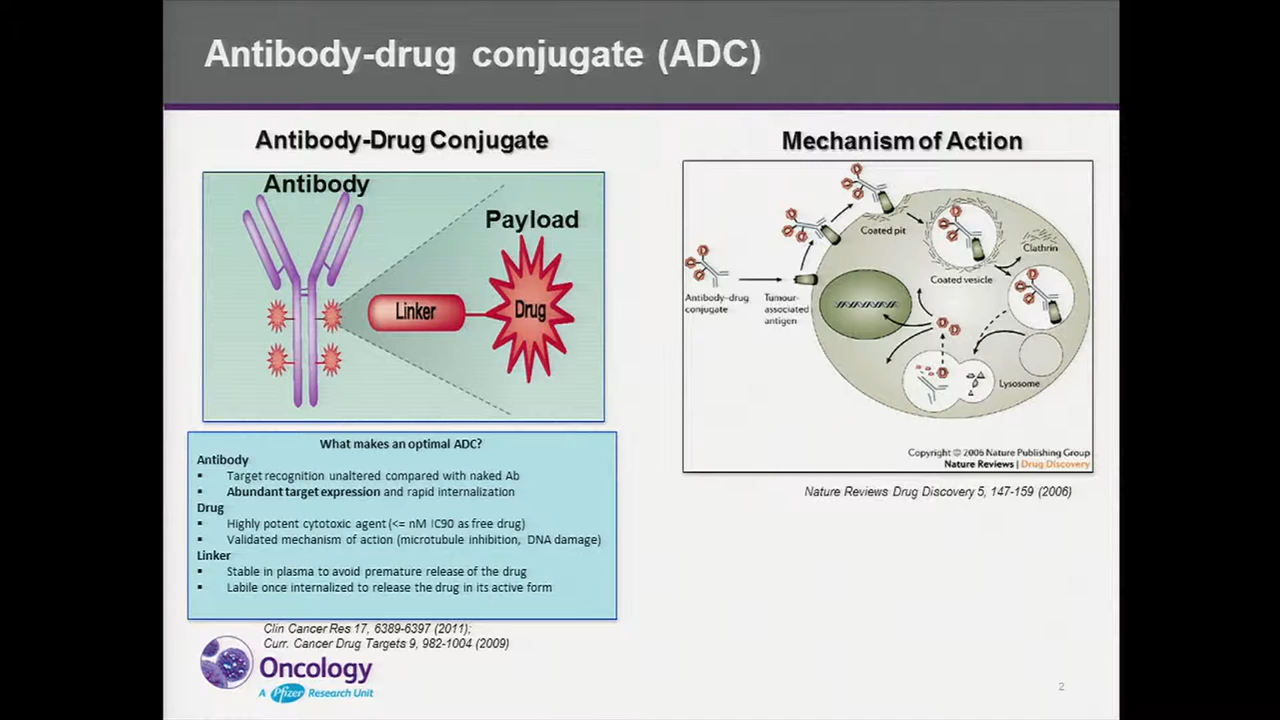 Antibody-drug conjugate (ADC)
Antibody-Drug Conjugate
Antibody
Payload
Linker
Drug
What makes an optimal ADC?
Antibody
▪ Target recognition unaltered compared with naked Ab
▪ Abundant target expression and rapid internalization
Drug
▪ Highly potent cytotoxic agent (<= nM IC90 as free drug)
▪ Validated mechanism of action (microtubule inhibition, DNA damage)
Linker
▪ Stable in plasma to avoid premature release of the drug
▪ Labile once internalized to release the drug in its active form
Clin Cancer Res 17, 6389-6397 (2011);
Curr. Cancer Drug Targets 9, 982-1004 (2009)
Oncology
A Pfizer Research Unit
Mechanism of Action
Coated pit
Clathrin
Coated vesicle
Antibody–drug
conjugate
Tumour-
associated
antigen
Lysosome
Copyright © 2006 Nature Publishing Group
Nature Reviews | Drug Discovery
Nature Reviews Drug Discovery 5, 147-159 (2006)
2